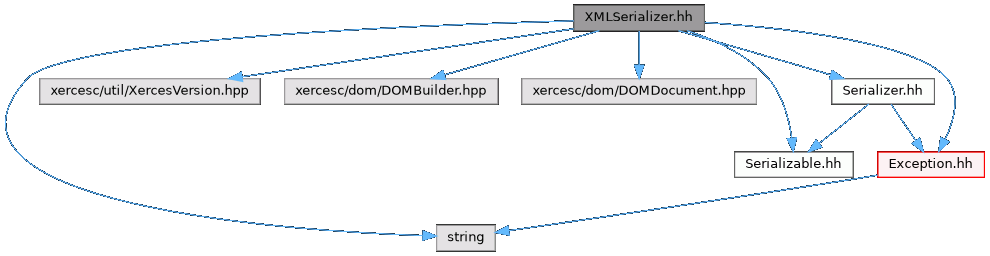 XMLSerializer.hh
xercesc/util/XercesVersion.hpp
xercesc/dom/DOMBuilder.hpp
xercesc/dom/DOMDocument.hpp
Serializer.hh
Serializable.hh
Exception.hh
string